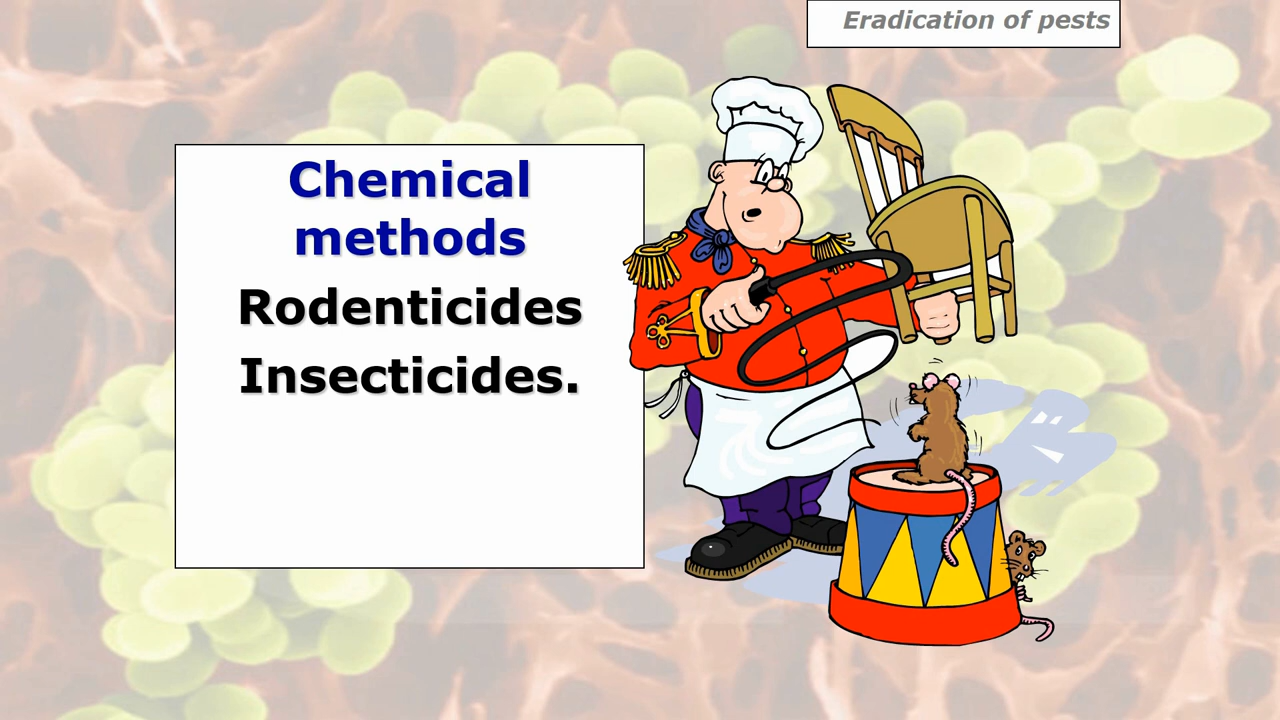 Eradication of pests
Chemical
methods
Rodenticides
Insecticides.